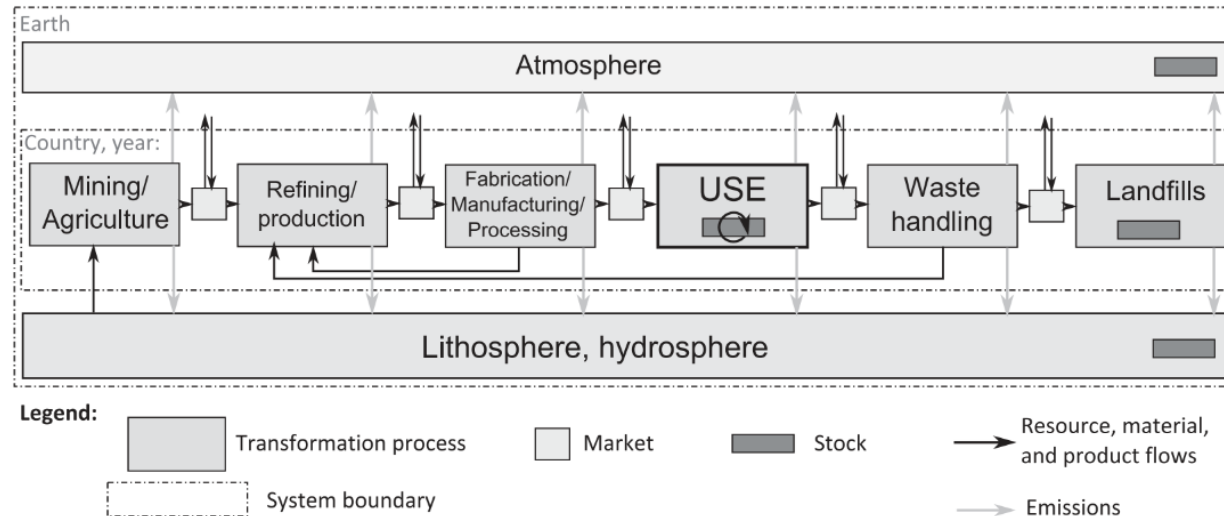 Earth
Atmosphere
Country, year:
Mining/
Agriculture
Refining/
production
Fabrication/
Manufacturing/
Processing
USE
Waste
handling
Landfills
Lithosphere, hydrosphere
Legend:
Transformation process
Market
Stock
Resource, material,
and product flows
System boundary
Emissions